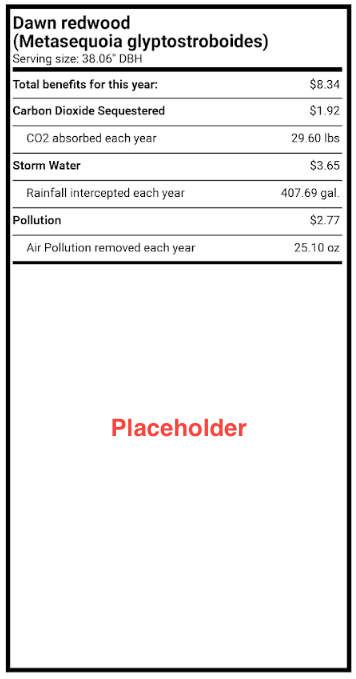 Dawn redwood
(Metasequoia glyptostroboides)
Serving size: 38.06" DBH
Total benefits for this year: $8.34
Carbon Dioxide Sequestered $1.92
CO2 absorbed each year 29.60 lbs
Storm Water $3.65
Rainfall intercepted each year 407.69 gal.
Pollution $2.77
Air Pollution removed each year 25.10 oz
Placeholder